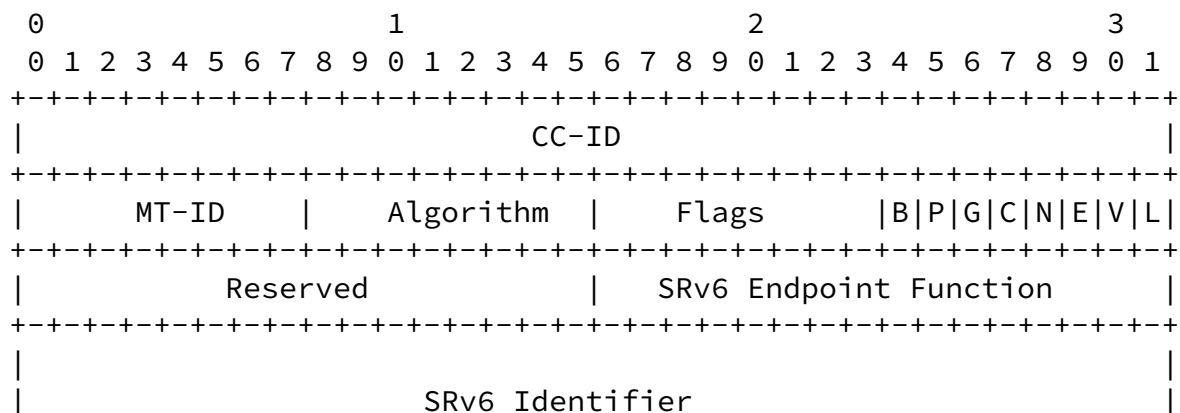 0                   1                   2                   3
 0 1 2 3 4 5 6 7 8 9 0 1 2 3 4 5 6 7 8 9 0 1 2 3 4 5 6 7 8 9 0 1
+-+-+-+-+-+-+-+-+-+-+-+-+-+-+-+-+-+-+-+-+-+-+-+-+-+-+-+-+-+-+-+-+
|                            CC-ID                              |
+-+-+-+-+-+-+-+-+-+-+-+-+-+-+-+-+-+-+-+-+-+-+-+-+-+-+-+-+-+-+-+-+
|      MT-ID    |    Algorithm  |    Flags      |B|P|G|C|N|E|V|L|
+-+-+-+-+-+-+-+-+-+-+-+-+-+-+-+-+-+-+-+-+-+-+-+-+-+-+-+-+-+-+-+-+
|           Reserved            |   SRv6 Endpoint Function      |
+-+-+-+-+-+-+-+-+-+-+-+-+-+-+-+-+-+-+-+-+-+-+-+-+-+-+-+-+-+-+-+-+
|                                                               |
|                      SRv6 Identifier                          |